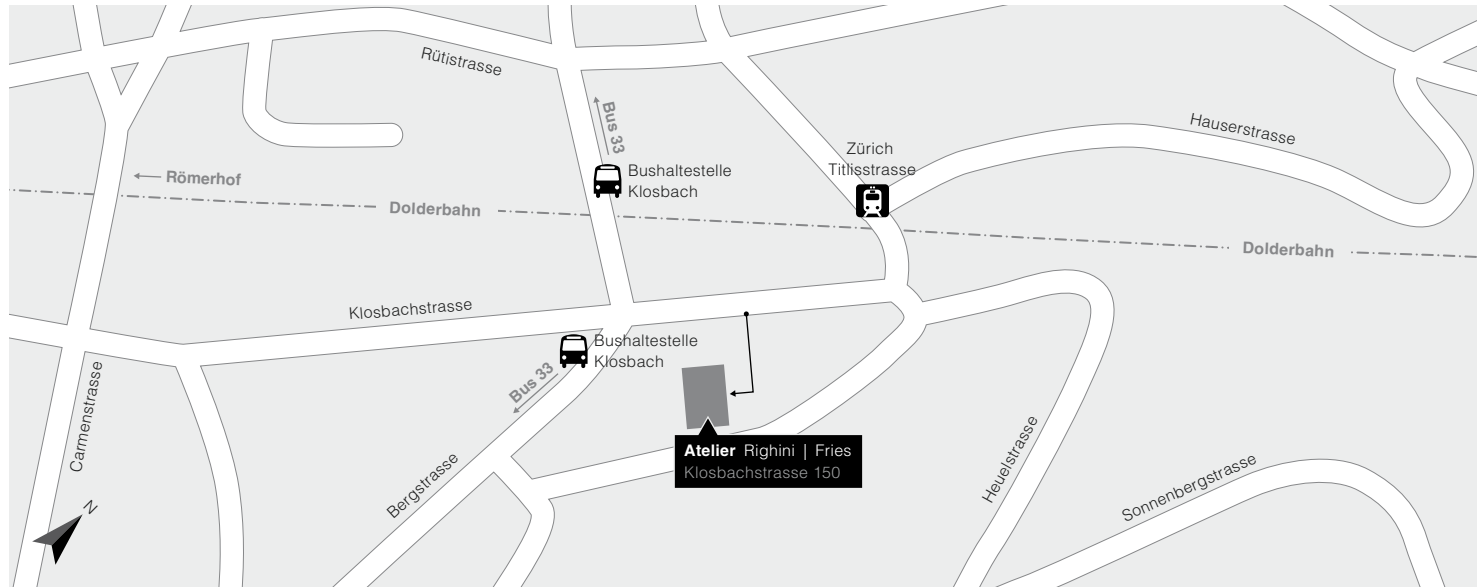 Rütistrasse
Bus 33
Hauserstrasse
Zürich
Titlisstrasse
Bushaltestelle
Klosbach
Römerhof
Dolderbahn
Dolderbahn
Klosbachstrasse
Bushaltestelle
Klosbach
Bus 33
Carmenstrasse
Atelier Righini | Fries
Klosbachstrasse 150
Bergstrasse
Heuelstrasse
Sonnenbergstrasse
N